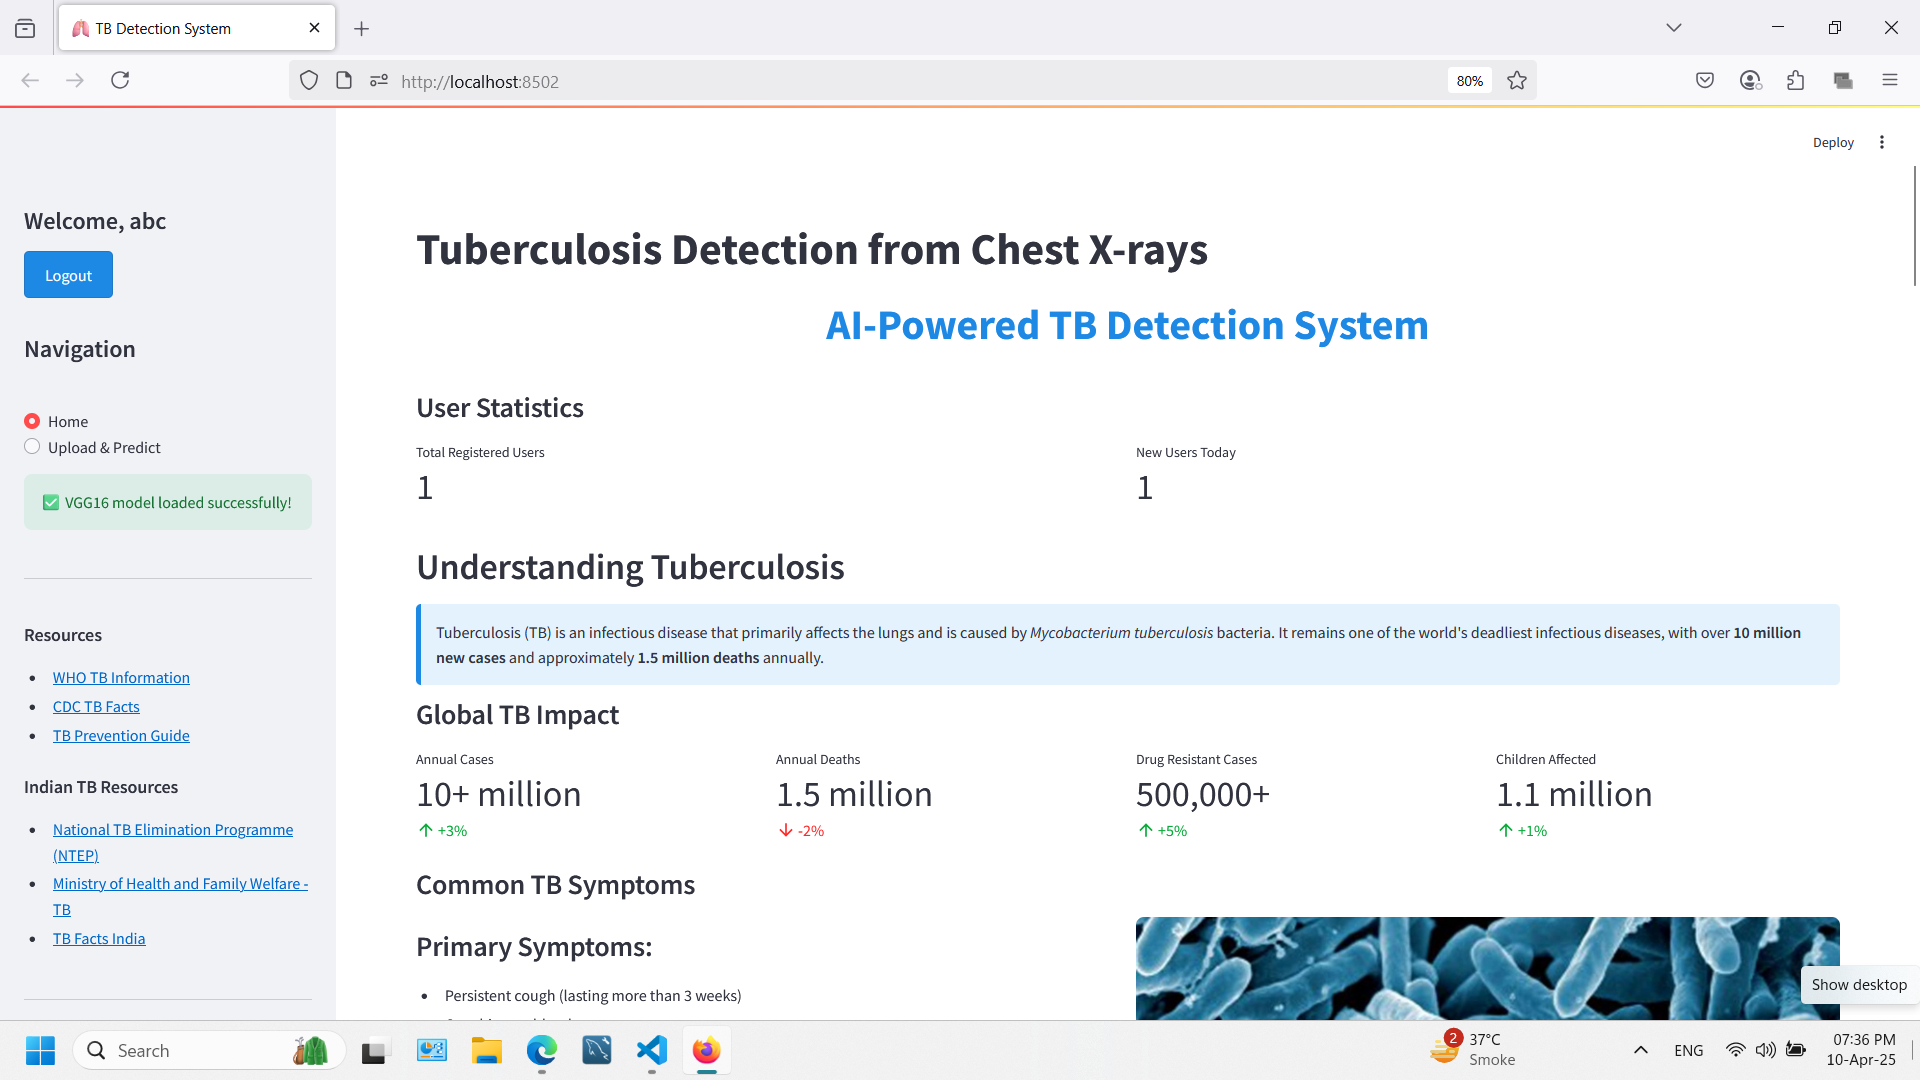 TB Detection System
http://localhost:8502
80%
Deploy
Welcome, abc
Logout
Navigation
Home
Upload & Predict
VGG16 model loaded successfully!
Resources
WHO TB Information
CDC TB Facts
TB Prevention Guide
Indian TB Resources
National TB Elimination Programme
(NTEP)
Ministry of Health and Family Welfare -
TB
TB Facts India
Tuberculosis Detection from Chest X-rays
AI-Powered TB Detection System
User Statistics
Total Registered Users
1
New Users Today
1
Understanding Tuberculosis
Tuberculosis (TB) is an infectious disease that primarily affects the lungs and is caused by Mycobacterium tuberculosis bacteria. It remains one of the world's deadliest infectious diseases, with over 10 million
new cases and approximately 1.5 million deaths annually.
Global TB Impact
Annual Cases
10+ million
+3%
Annual Deaths
1.5 million
-2%
Drug Resistant Cases
500,000+
+5%
Children Affected
1.1 million
+1%
Common TB Symptoms
Primary Symptoms:
Persistent cough (lasting more than 3 weeks)
Show desktop
Search
2
37°C
Smoke
ENG
07:36 PM
10-Apr-25